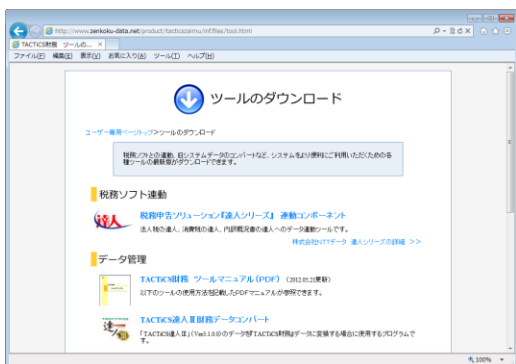 http://www.zenkoku-data.net/product/tacticszaimu/inf.files/tool.html
TACTiCS財務 ツールの...
ファイル(F) 編集(E) 表示(V) お気に入り(A) ツール(T) ヘルプ(H)
ツールのダウンロード
ユーザー専用ページトップ>ツールのダウンロード
税務ソフトとの連動、旧システムデータのコンバートなど、システムをより便利にご利用いただくための各
種ツールの最新版がダウンロードできます。
税務ソフト連動
達人
税務申告ソリューション『達人シリーズ』 連動コンポーネント
法人税の達人、消費税の達人、内訳概況書の達人へのデータ連動ツールです。
株式会社NTTデータ 達人シリーズの詳細 >>
データ管理
TACTiCS財務 ツールマニュアル(PDF) (2012.05.21更新)
以下のツールの使用方法を記載したPDFマニュアルが参照できます。
TACTiCS達人Ⅲ財務データコンバート
「TACTiCS達人Ⅲ」(Ver3.1.0.0)のデータをTACTiCS財務データに変換する場合に使用するプログラムで
す。
100%